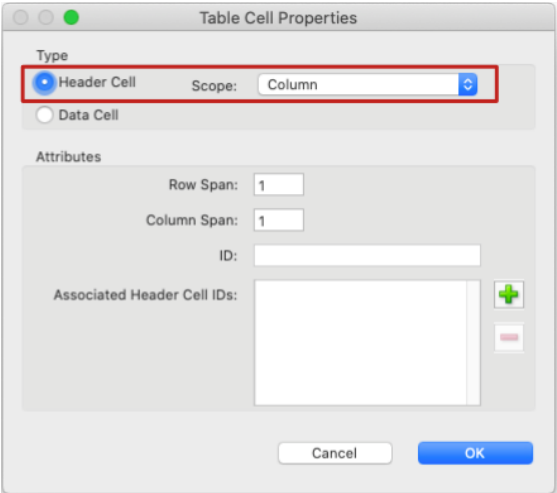 Table Cell Properties
Type
Header Cell Scope: Column
Data Cell
Attributes
Row Span: 1
Column Span: 1
ID:
Associated Header Cell IDs:
Cancel OK